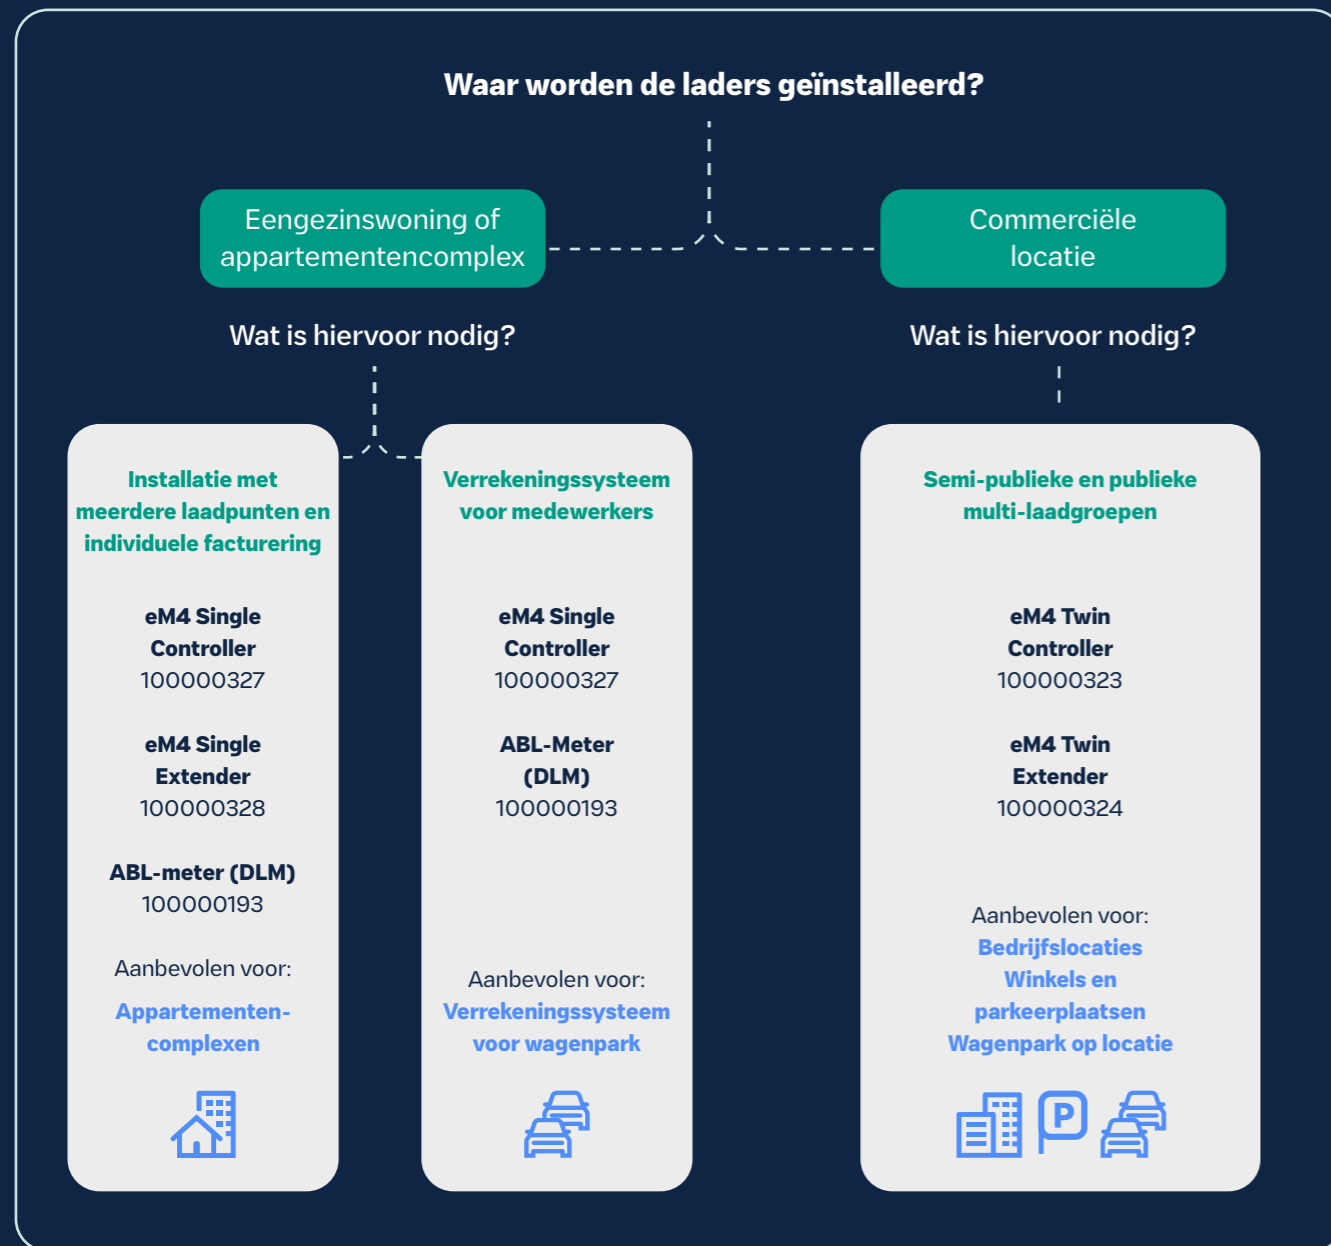 Waar worden de laders geïnstalleerd?
Eengezinswoning of
appartementencomplex
Commerciële
locatie
Wat is hiervoor nodig?
Wat is hiervoor nodig?
Installatie met
meerdere laadpunten en
individuele facturering
eM4 Single
Controller
100000327
eM4 Single
Extender
100000328
ABL-meter (DLM)
100000193
Aanbevolen voor:
Appartementen-
complexen
Verrekeningssysteem
voor medewerkers
eM4 Single
Controller
100000327
ABL-Meter
(DLM)
100000193
Aanbevolen voor:
Verrekeningssysteem
voor wagenpark
Semi-publieke en publieke
multi-laadgroepen
eM4 Twin
Controller
100000323
eM4 Twin
Extender
100000324
Aanbevolen voor:
Bedrijfslocaties
Winkels en
parkeerplaatsen
Wagenpark op locatie
P